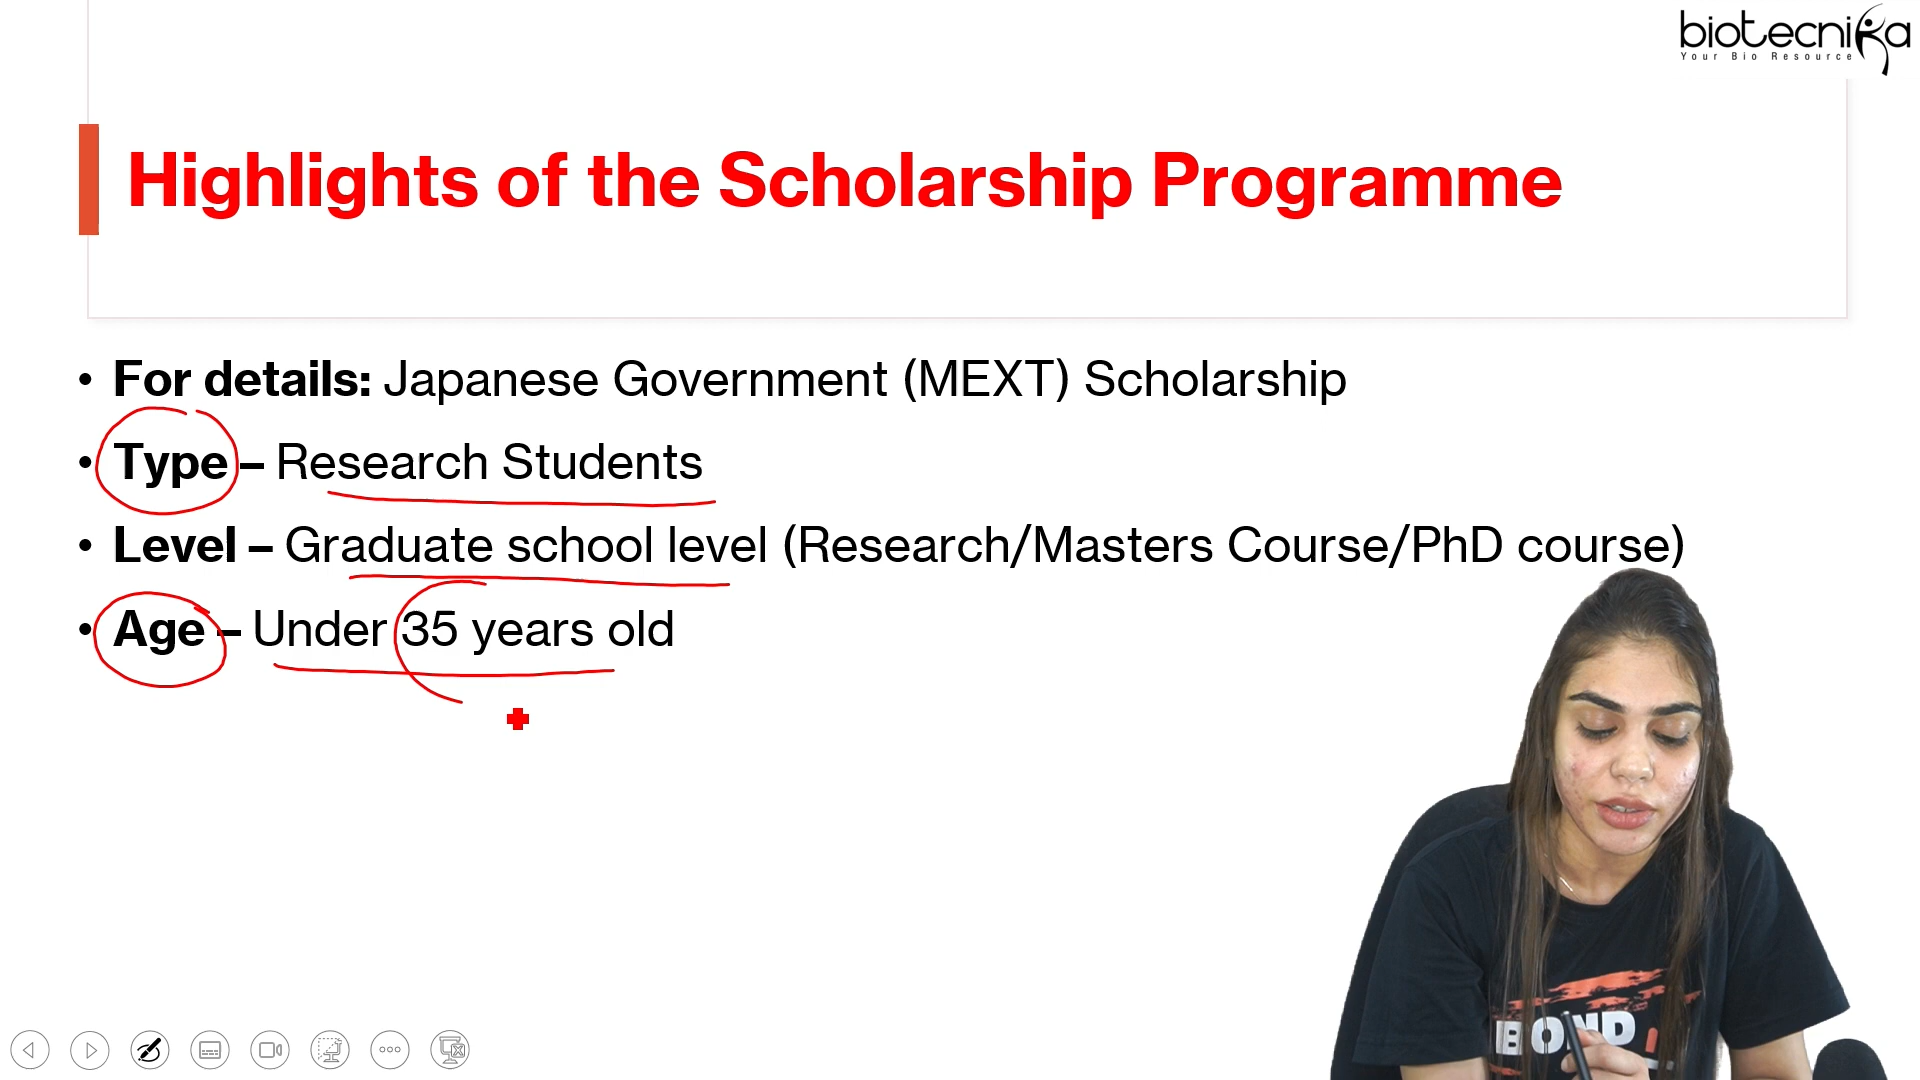 biotecnika
Your Bio Resource
Highlights of the Scholarship Programme
• For details: Japanese Government (MEXT) Scholarship
• Type – Research Students
• Level – Graduate school level (Research/Masters Course/PhD course)
• Age – Under 35 years old
BOND